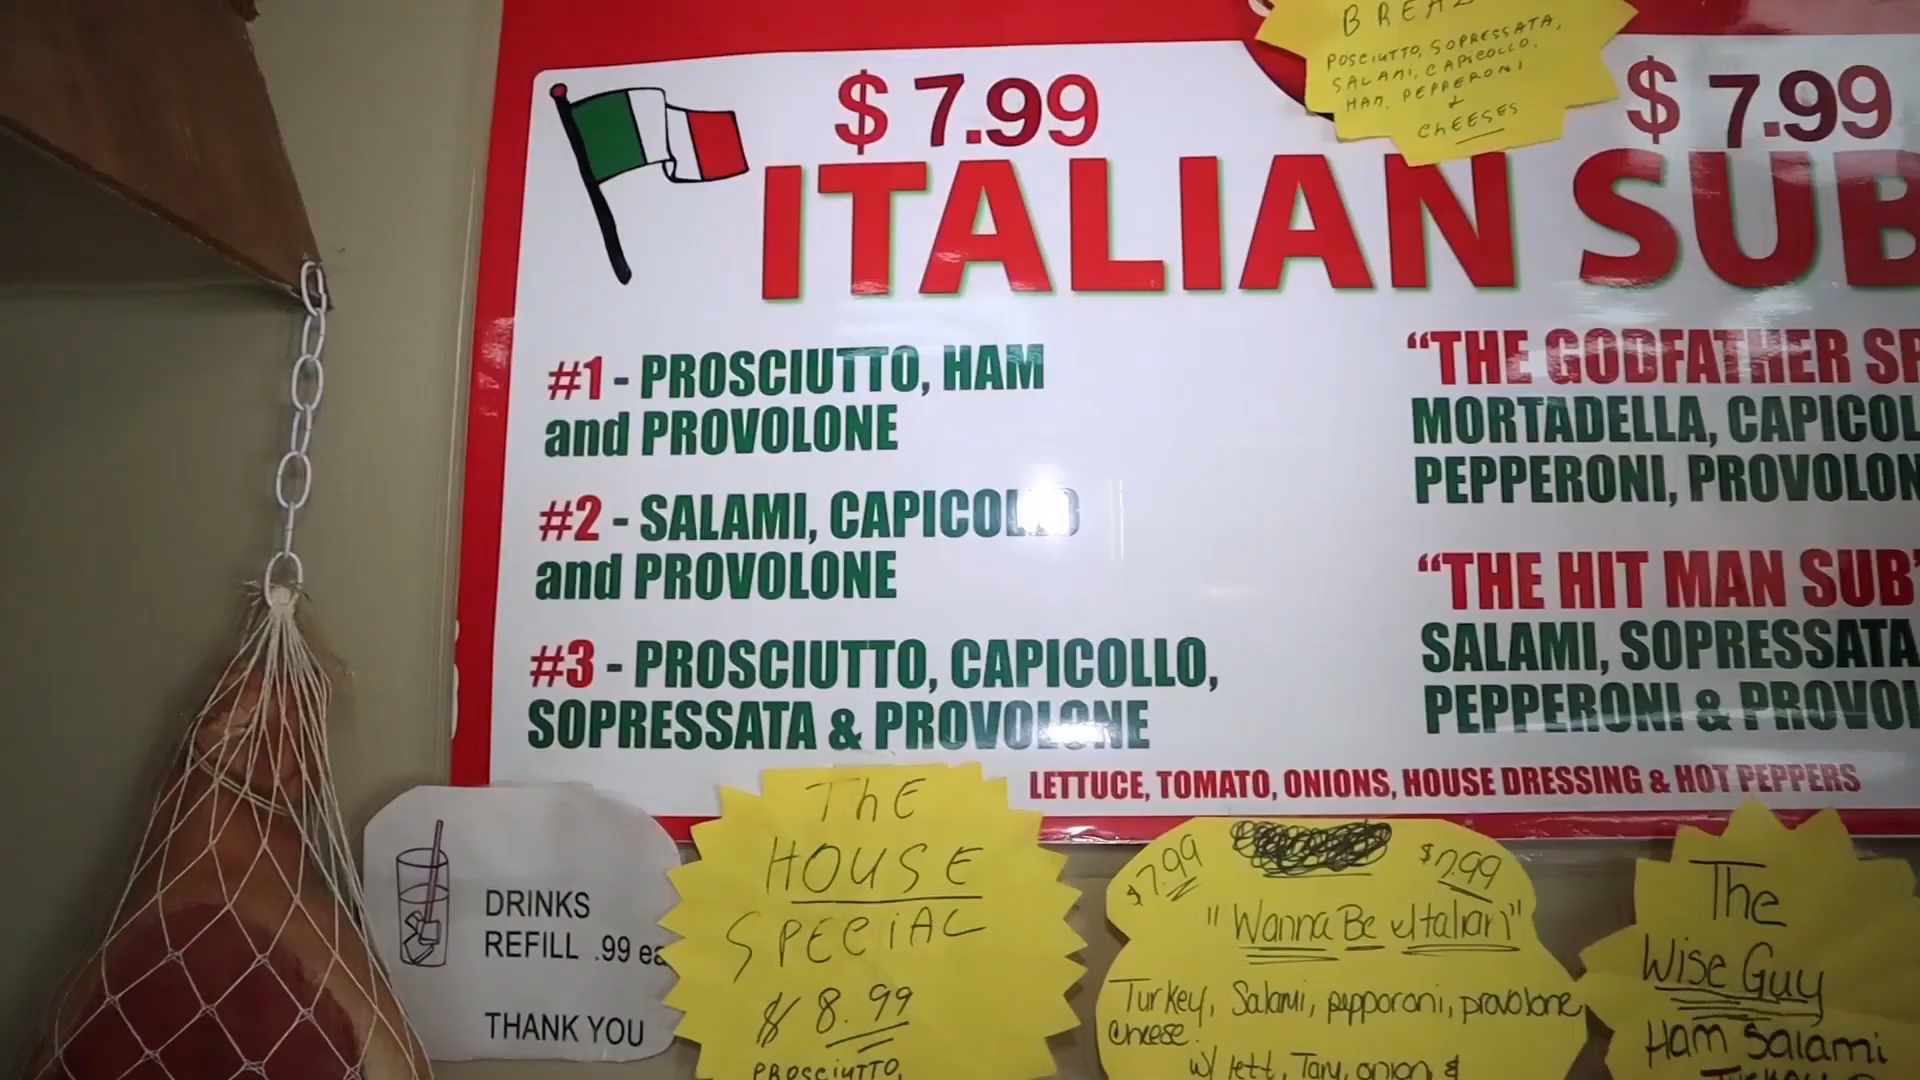 POSCIUTTO, SOPRESSATA,
SALAMI, CAPICOLLO,
HAM, PEPPERONI
&
CHEESES
$7.99
$7.99
ITALIAN SUB
#1 - PROSCIUTTO, HAM
and PROVOLONE
#2 - SALAMI, CAPICOLLO
and PROVOLONE
#3 - PROSCIUTTO, CAPICOLLO,
SOPRESSATA & PROVOLONE
"THE GODFATHER SP
MORTADELLA, CAPICOL
PEPPERONI, PROVOLON
"THE HIT MAN SUB"
SALAMI, SOPRESSATA
PEPPERONI & PROVOL
LETTUCE, TOMATO, ONIONS, HOUSE DRESSING & HOT PEPPERS
DRINKS
REFILL .99 ea
THANK YOU
THE
HOUSE
SPECIAL
$8.99
PROSCIUTTO,
$7.99
$7.99
"Wanna Be Italian"
Turkey, Salami, pepporoni, provolone
cheese
w/ lett, Tom, onion &
The
Wise Guy
Ham Salami